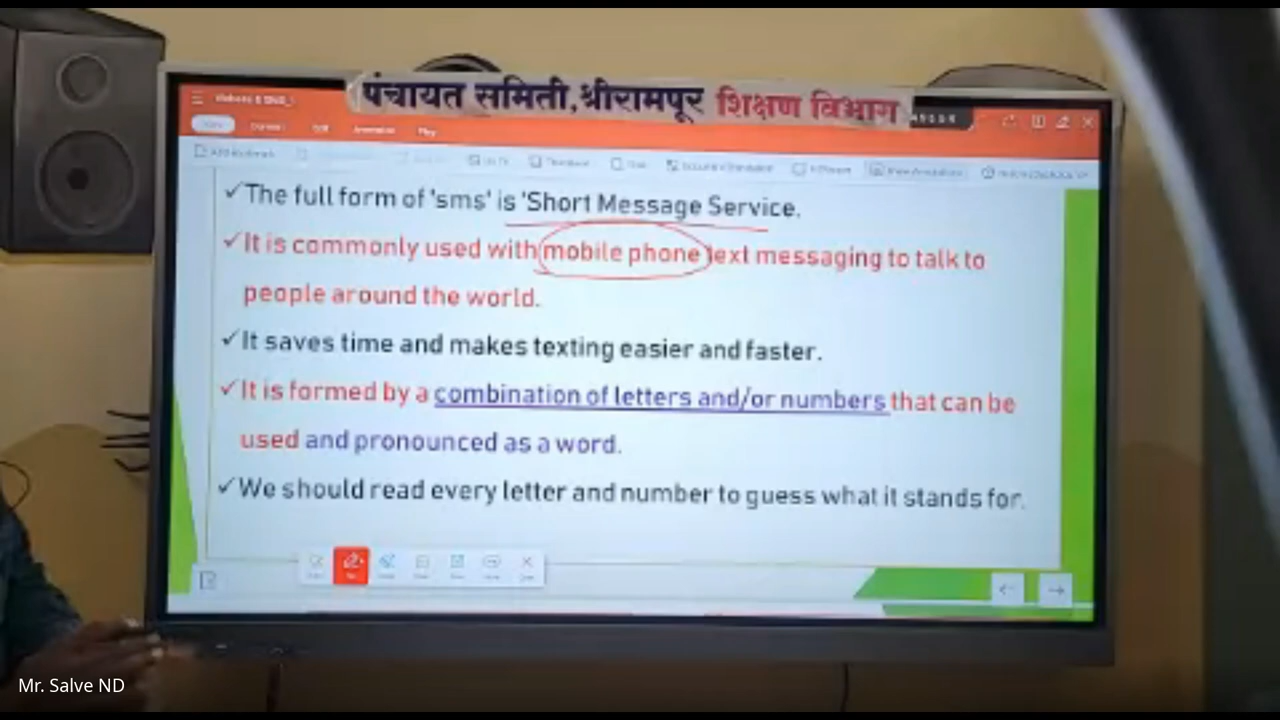 पंचायत समिती,श्रीरामपूर शिक्षण विभाग
Play
✓The full form of 'sms' is 'Short Message Service.
✓It is commonly used with mobile phone text messaging to talk to
people around the world.
✓It saves time and makes texting easier and faster.
✓It is formed by a combination of letters and/or numbers that can be
used and pronounced as a word.
✓We should read every letter and number to guess what it stands for.
Mr. Salve ND